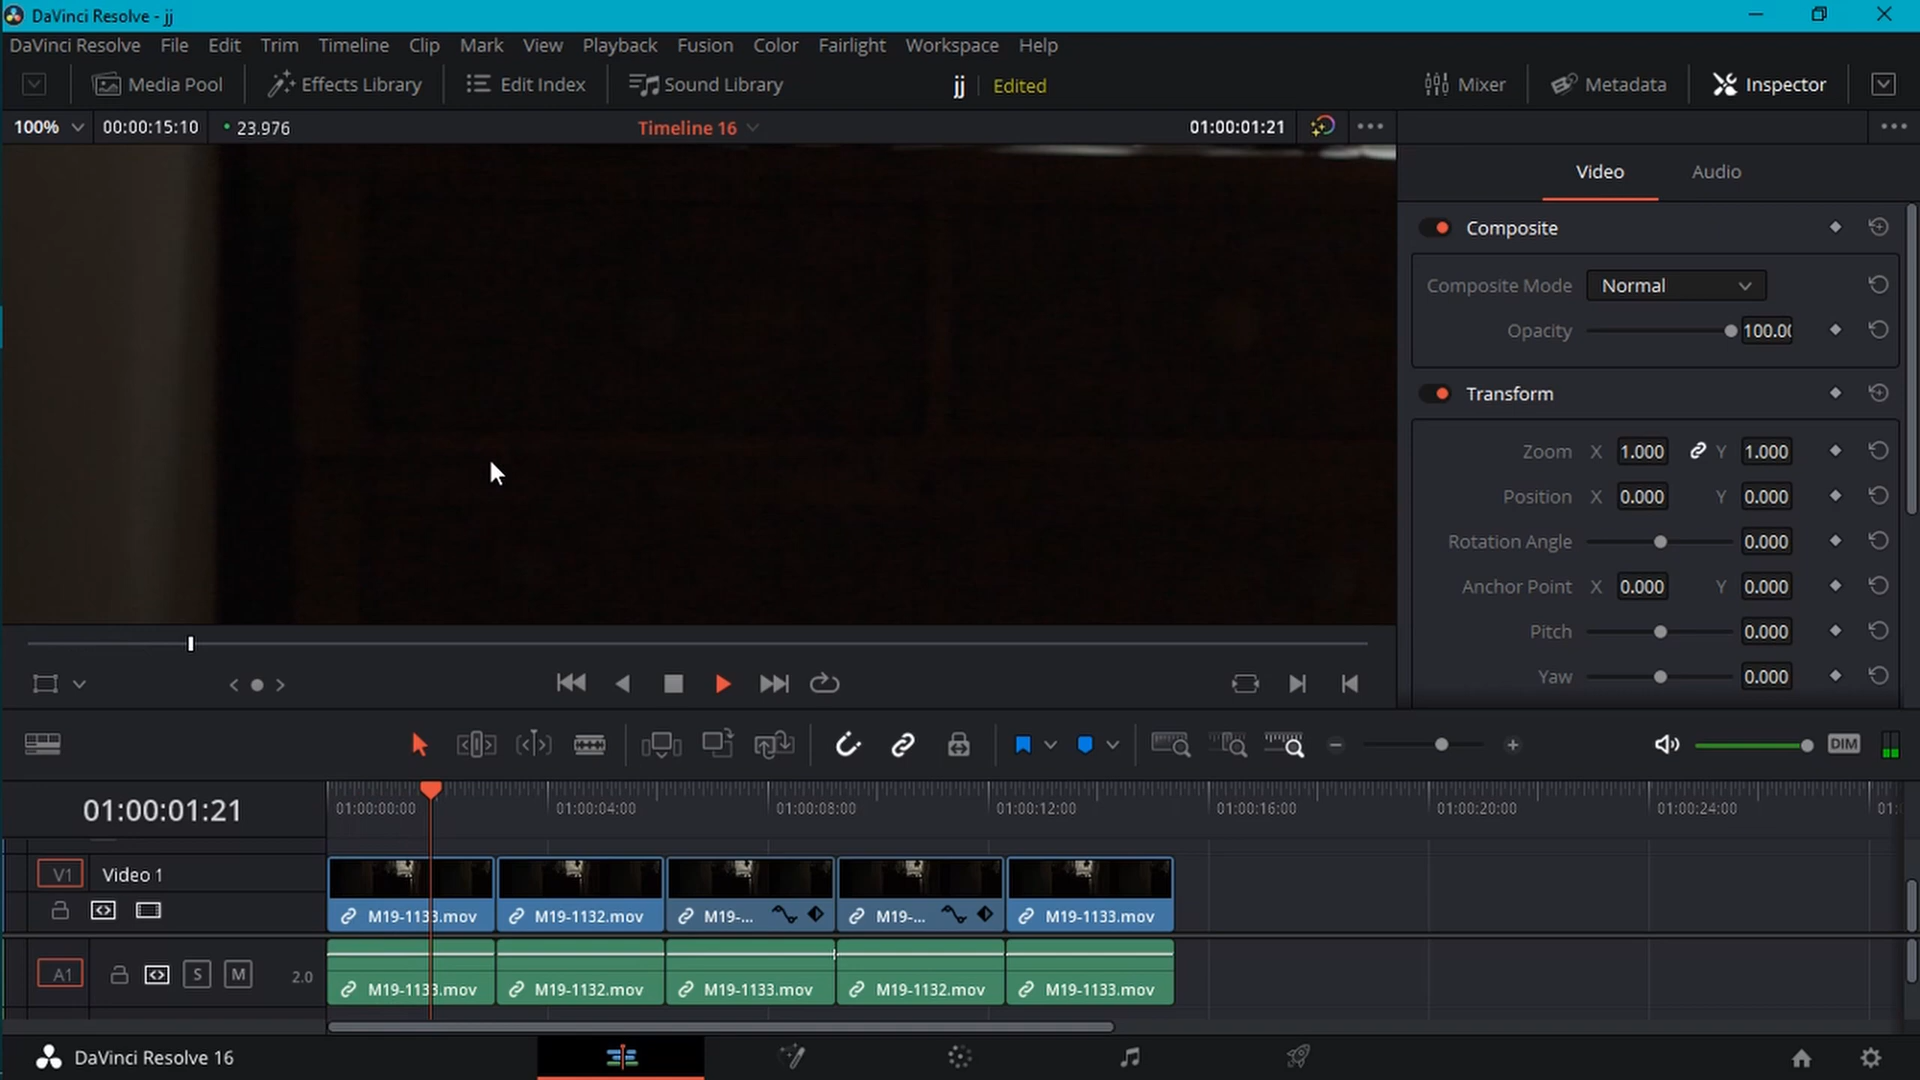 DaVinci Resolve - jj
DaVinci Resolve File Edit Trim Timeline Clip Mark View Playback Fusion Color Fairlight Workspace Help
Media Pool Effects Library Edit Index Sound Library jj Edited Mixer Metadata Inspector
100% 00:00:15:10 23.976 Timeline 16 01:00:01:21
Video Audio
Composite
Composite Mode Normal
Opacity 100.00
Transform
Zoom X 1.000 Y 1.000
Position X 0.000 Y 0.000
Rotation Angle 0.000
Anchor Point X 0.000 Y 0.000
Pitch 0.000
Yaw 0.000
DIM
01:00:01:21 01:00:00:00 01:00:04:00 01:00:08:00 01:00:12:00 01:00:16:00 01:00:20:00 01:00:24:00 01:
V1 Video 1
M19-1133.mov M19-1132.mov M19-... M19-... M19-1133.mov
A1 S M 2.0
M19-1133.mov M19-1132.mov M19-1133.mov M19-1132.mov M19-1133.mov
DaVinci Resolve 16